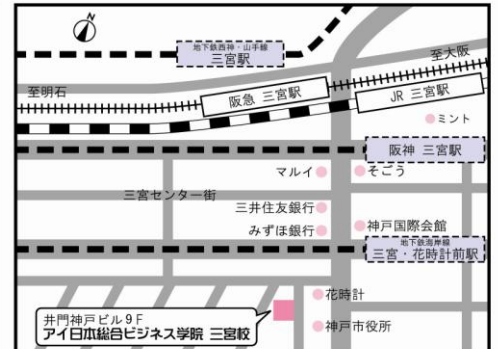 地下鉄西神・山手線
三宮駅
至大阪
至明石
阪急 三宮駅
JR 三宮駅
ミント
阪神 三宮駅
マルイ
そごう
三宮センター街
三井住友銀行
みずほ銀行
神戸国際会館
地下鉄海岸線
三宮・花時計前駅
花時計
井門神戸ビル9F
アイ日本総合ビジネス学院 三宮校
神戸市役所